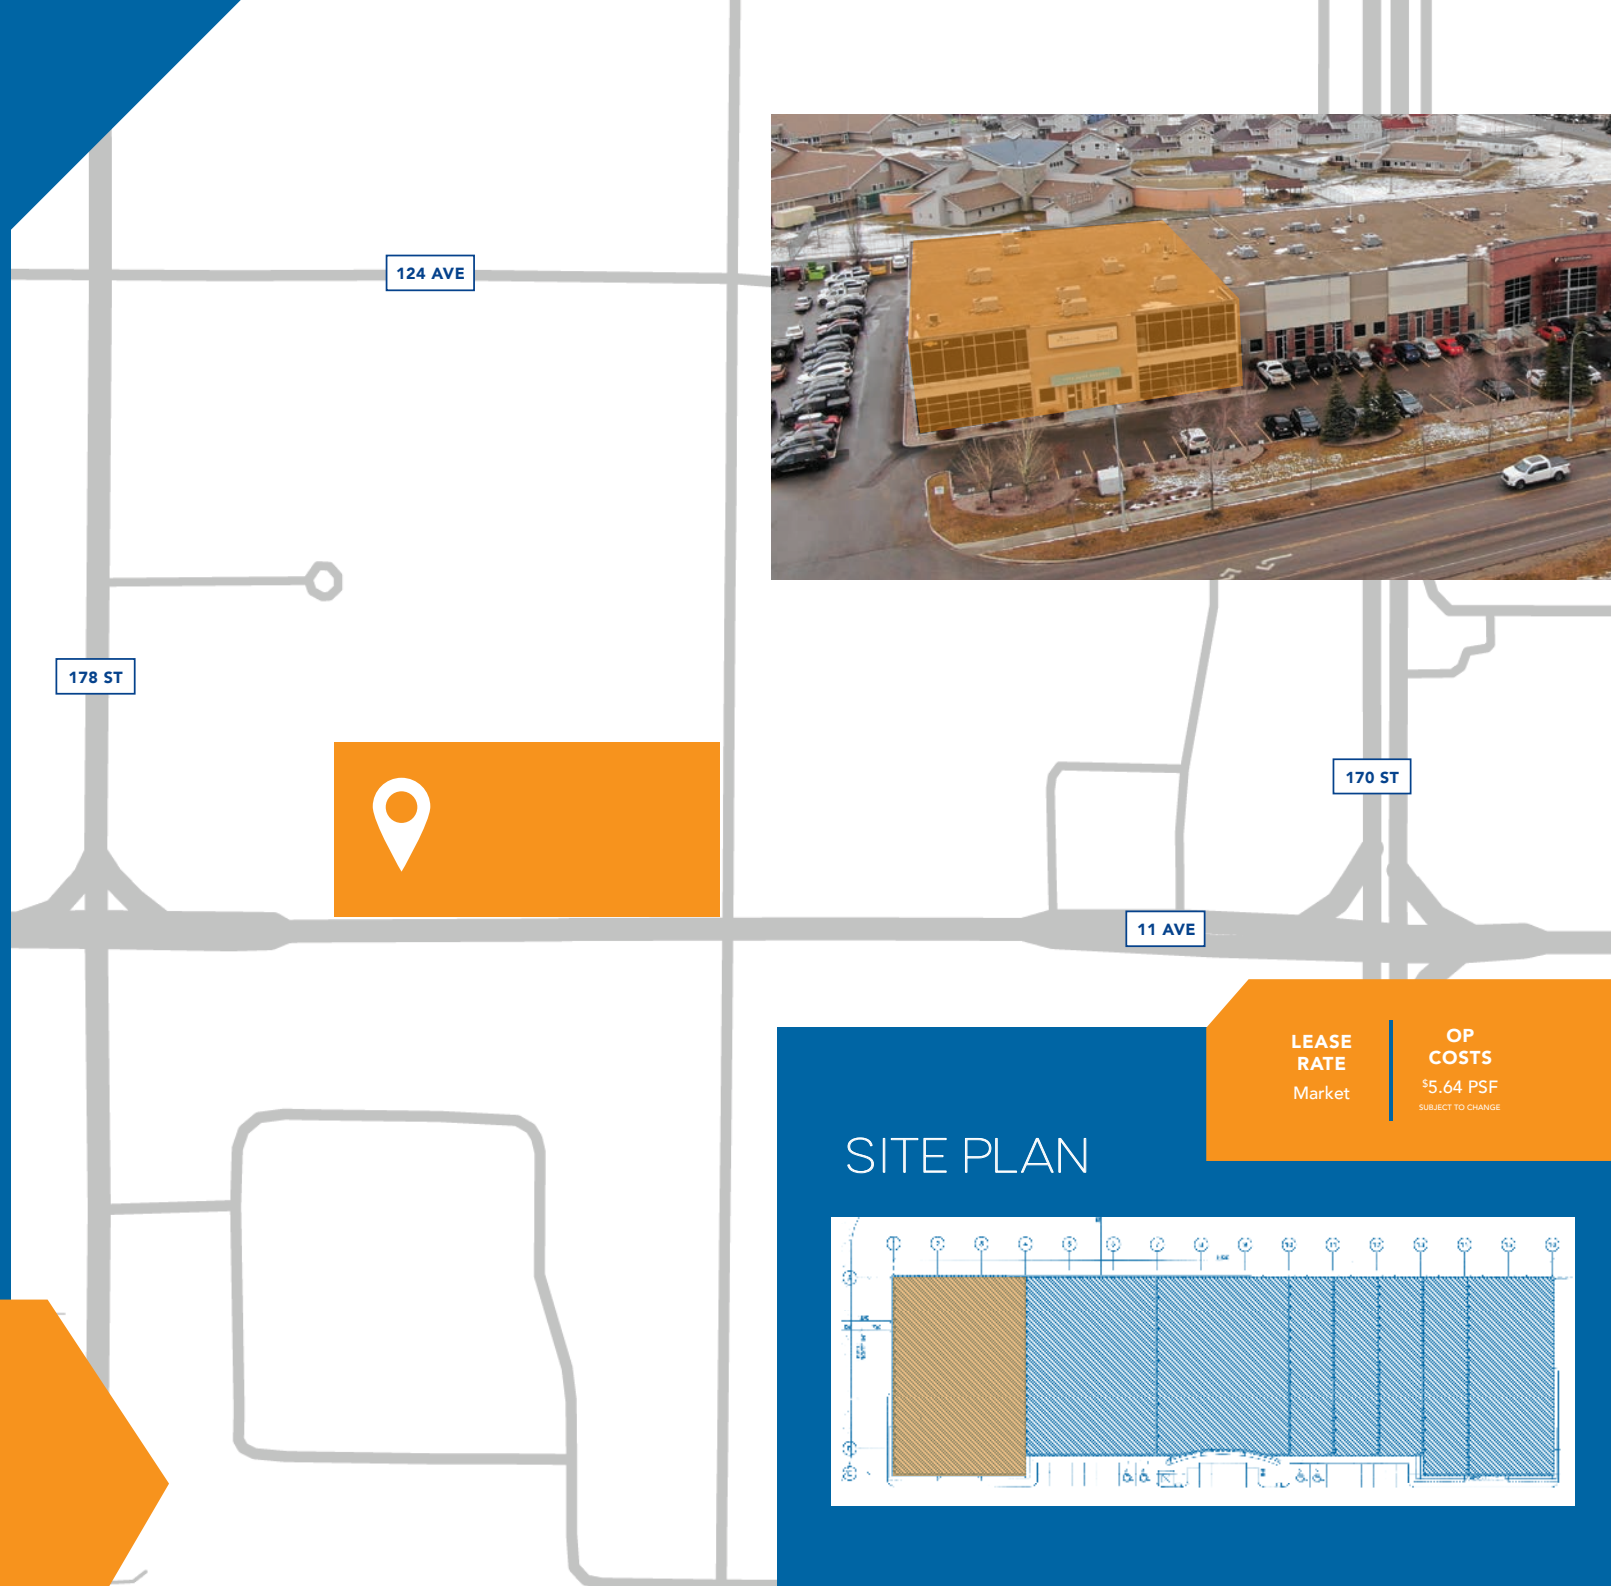 124 AVE
178 ST
170 ST
11 AVE
LEASE
RATE
Market
OP
COSTS
$5.64 PSF
SUBJECT TO CHANGE
SITE PLAN